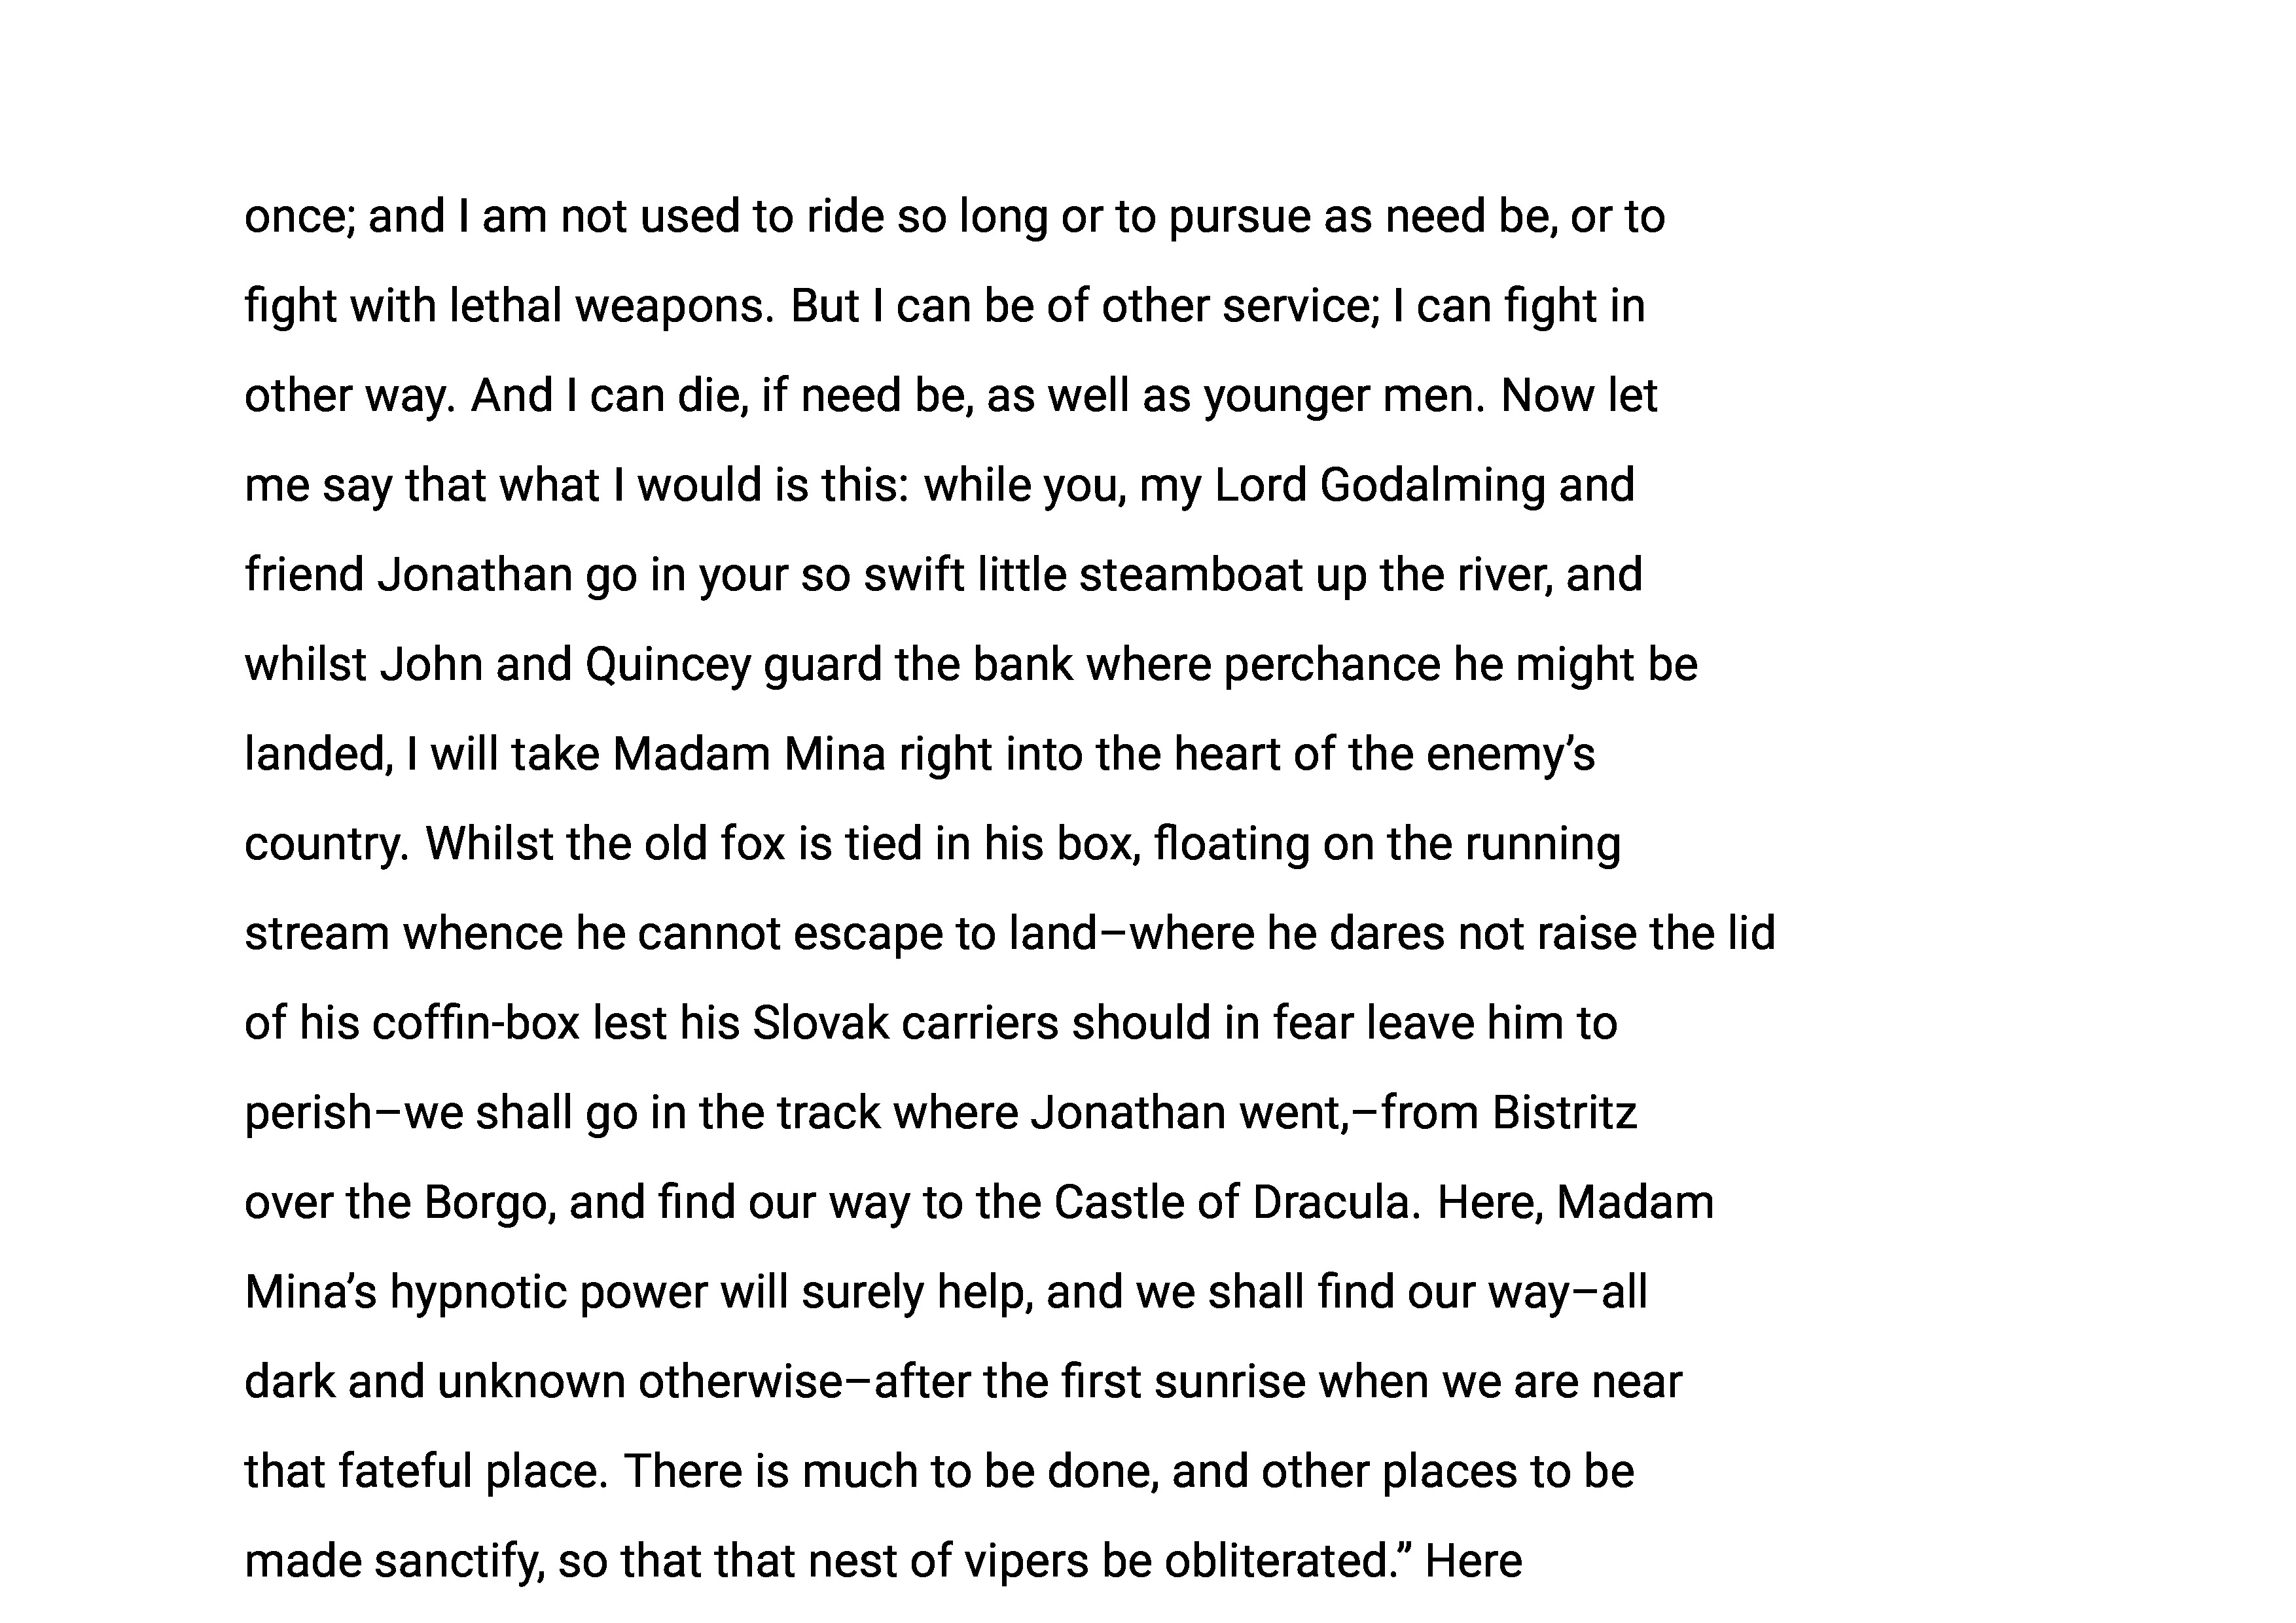 once; and I am not used to ride so long or to pursue as need be, or to
fight with lethal weapons. But I can be of other service; I can fight in
other way. And I can die, if need be, as well as younger men. Now let
me say that what I would is this: while you, my Lord Godalming and
friend Jonathan go in your so swift little steamboat up the river, and
whilst John and Quincey guard the bank where perchance he might be
landed, I will take Madam Mina right into the heart of the enemy’s
country. Whilst the old fox is tied in his box, floating on the running
stream whence he cannot escape to land–where he dares not raise the lid
of his coffin-box lest his Slovak carriers should in fear leave him to
perish–we shall go in the track where Jonathan went,–from Bistritz
over the Borgo, and find our way to the Castle of Dracula. Here, Madam
Mina’s hypnotic power will surely help, and we shall find our way–all
dark and unknown otherwise–after the first sunrise when we are near
that fateful place. There is much to be done, and other places to be
made sanctify, so that that nest of vipers be obliterated.” Here